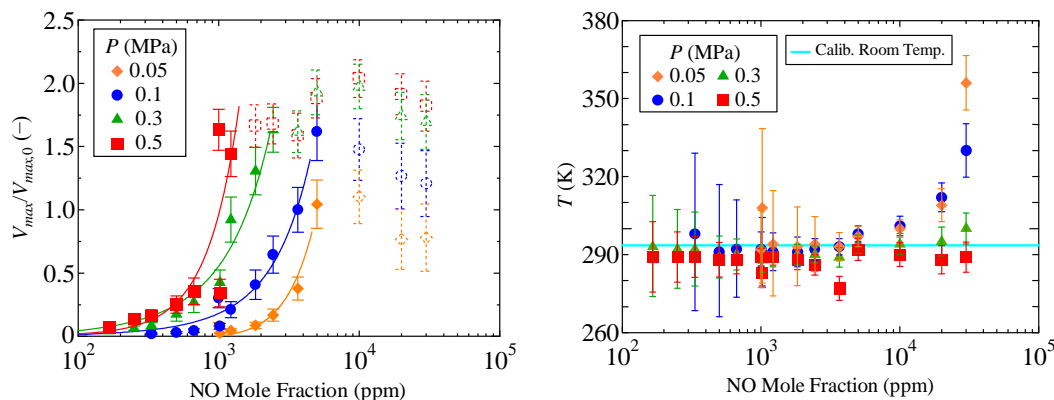 2.5
2.0
1.5
1.0
0.5
0
V_max/V_max,0 (−)
P (MPa)
0.05
0.1
0.3
0.5
10^2 10^3 10^4 10^5
NO Mole Fraction (ppm)
380
350
320
290
260
T (K)
P (MPa)
0.05 0.3
0.1 0.5
Calib. Room Temp.
10^2 10^3 10^4 10^5
NO Mole Fraction (ppm)